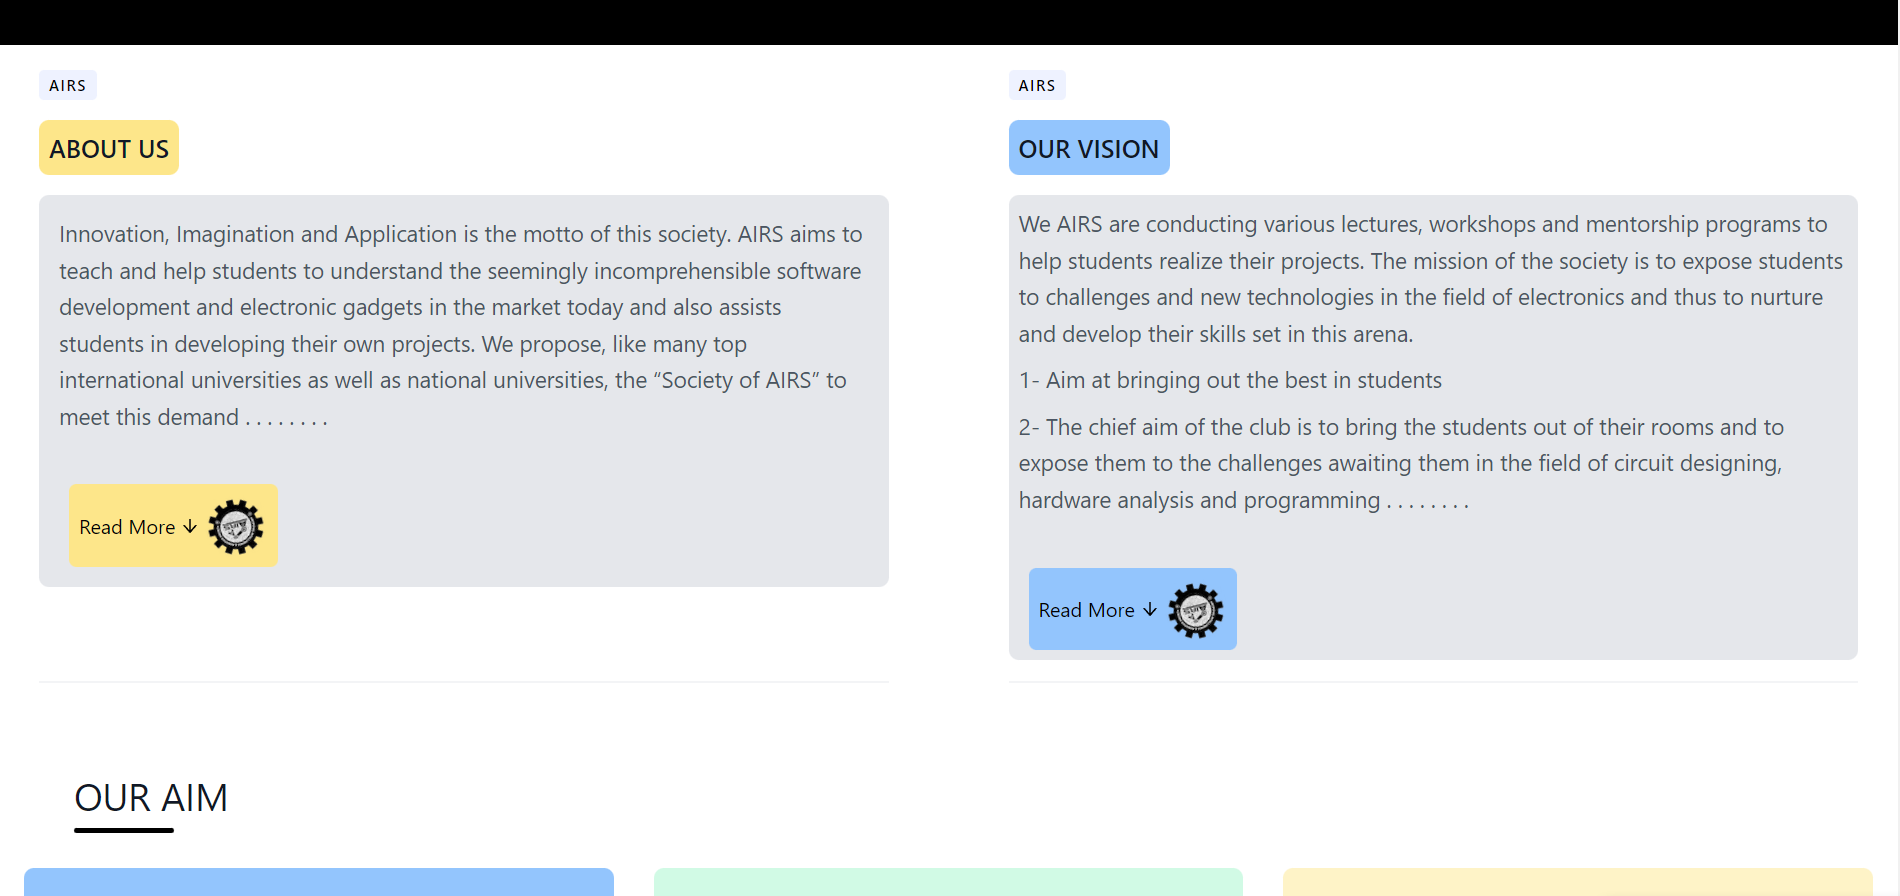 AIRS
ABOUT US
Innovation, Imagination and Application is the motto of this society. AIRS aims to
teach and help students to understand the seemingly incomprehensible software
development and electronic gadgets in the market today and also assists
students in developing their own projects. We propose, like many top
international universities as well as national universities, the “Society of AIRS” to
meet this demand . . . . . . . .
Read More ↓
AIRS
OUR VISION
We AIRS are conducting various lectures, workshops and mentorship programs to
help students realize their projects. The mission of the society is to expose students
to challenges and new technologies in the field of electronics and thus to nurture
and develop their skills set in this arena.
1- Aim at bringing out the best in students
2- The chief aim of the club is to bring the students out of their rooms and to
expose them to the challenges awaiting them in the field of circuit designing,
hardware analysis and programming . . . . . . . .
Read More ↓
OUR AIM